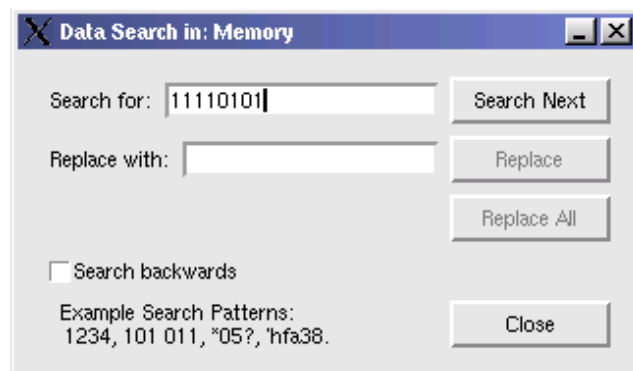 Data Search in: Memory
Search for: 11110101 Search Next
Replace with: Replace
Replace All
Search backwards
Example Search Patterns:
1234, 101 011, *05?, 'hfa38. Close